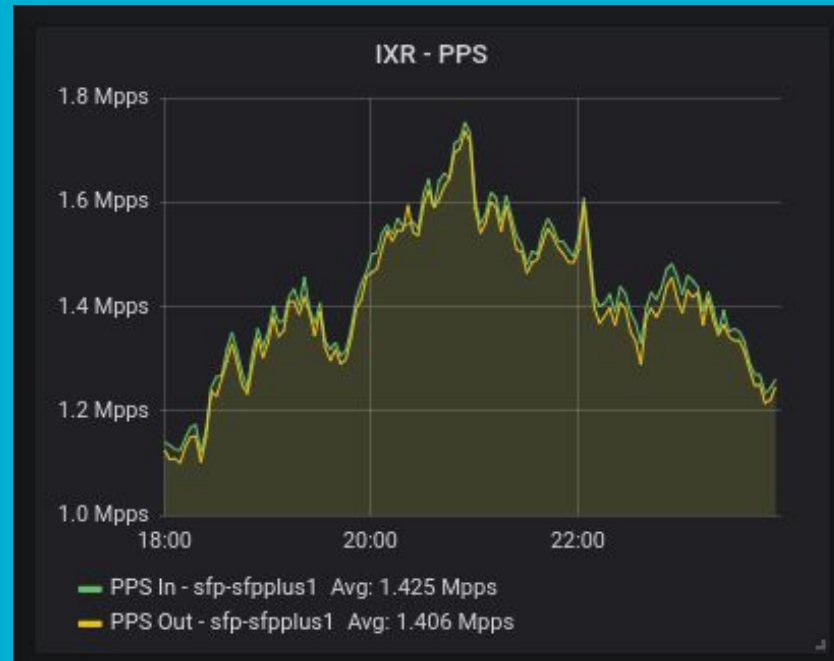 IXR - PPS
1.8 Mpps
1.6 Mpps
1.4 Mpps
1.2 Mpps
1.0 Mpps
18:00 20:00 22:00
PPS In - sfp-sfpplus1 Avg: 1.425 Mpps
PPS Out - sfp-sfpplus1 Avg: 1.406 Mpps